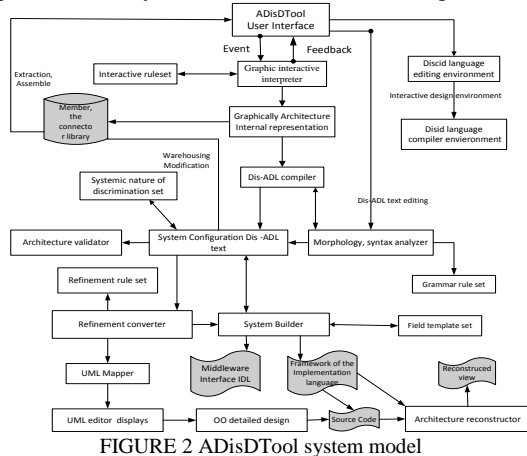 ADisDTool
User Interface
Event
Feedback
Extraction,
Assemble
Interactive ruleset
Graphic interactive
interpreter
Discid language
editing environment
Interactive design environment
Member,
the
connecto
r library
Graphically Architecture
Internal representation
Disid language
compiler environment
Warehousing
Modification
Systemic nature of
discrimination set
Dis-ADL compiler
Dis-ADL text editing
Architecture validator
System Configuration Dis -ADL
text
Morphology, syntax analyzer
Refinement rule set
Grammar rule set
Refinement converter
System Builder
Field template set
UML Mapper
Middleware
Interface IDL
Framework of the
Implementation
language
Reconstruced
view
UML editor displays
OO detailed design
Source Code
Architecture reconstructor
FIGURE 2 ADisDTool system model